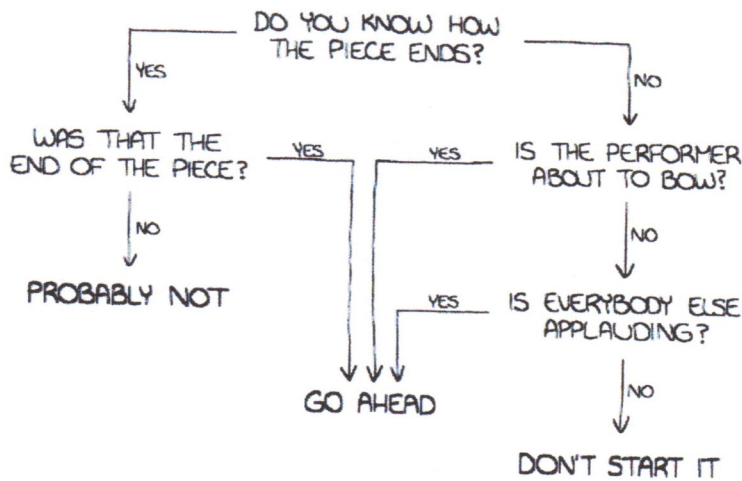 DO YOU KNOW HOW
THE PIECE ENDS?
YES
NO
WAS THAT THE
END OF THE PIECE?
YES
YES
IS THE PERFORMER
ABOUT TO BOW?
NO
NO
PROBABLY NOT
YES
IS EVERYBODY ELSE
APPLAUDING?
GO AHEAD
NO
DON'T START IT